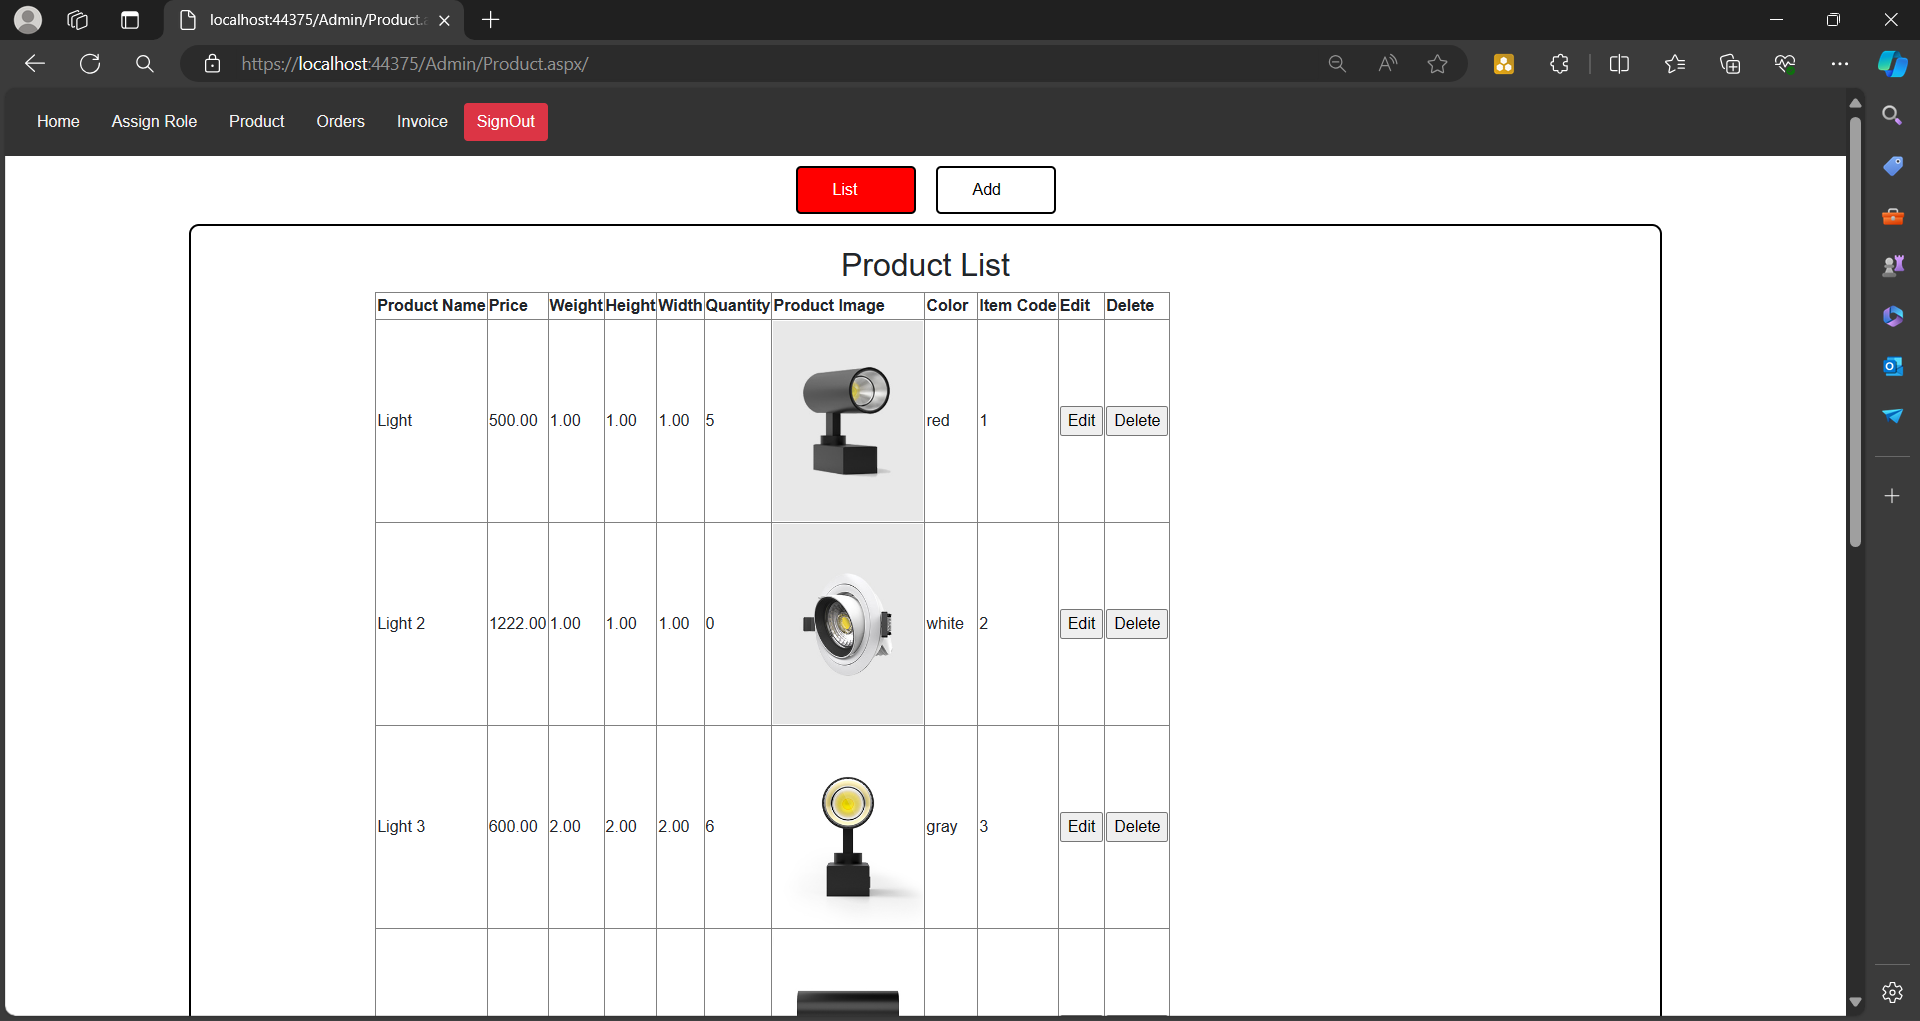 localhost:44375/Admin/Product.a
https://localhost:44375/Admin/Product.aspx/
Home Assign Role Product Orders Invoice SignOut
List Add
Product List
Product Name Price Weight Height Width Quantity Product Image Color Item Code Edit Delete
Light 500.00 1.00 1.00 1.00 5 red 1 Edit Delete
Light 2 1222.00 1.00 1.00 1.00 0 white 2 Edit Delete
Light 3 600.00 2.00 2.00 2.00 6 gray 3 Edit Delete